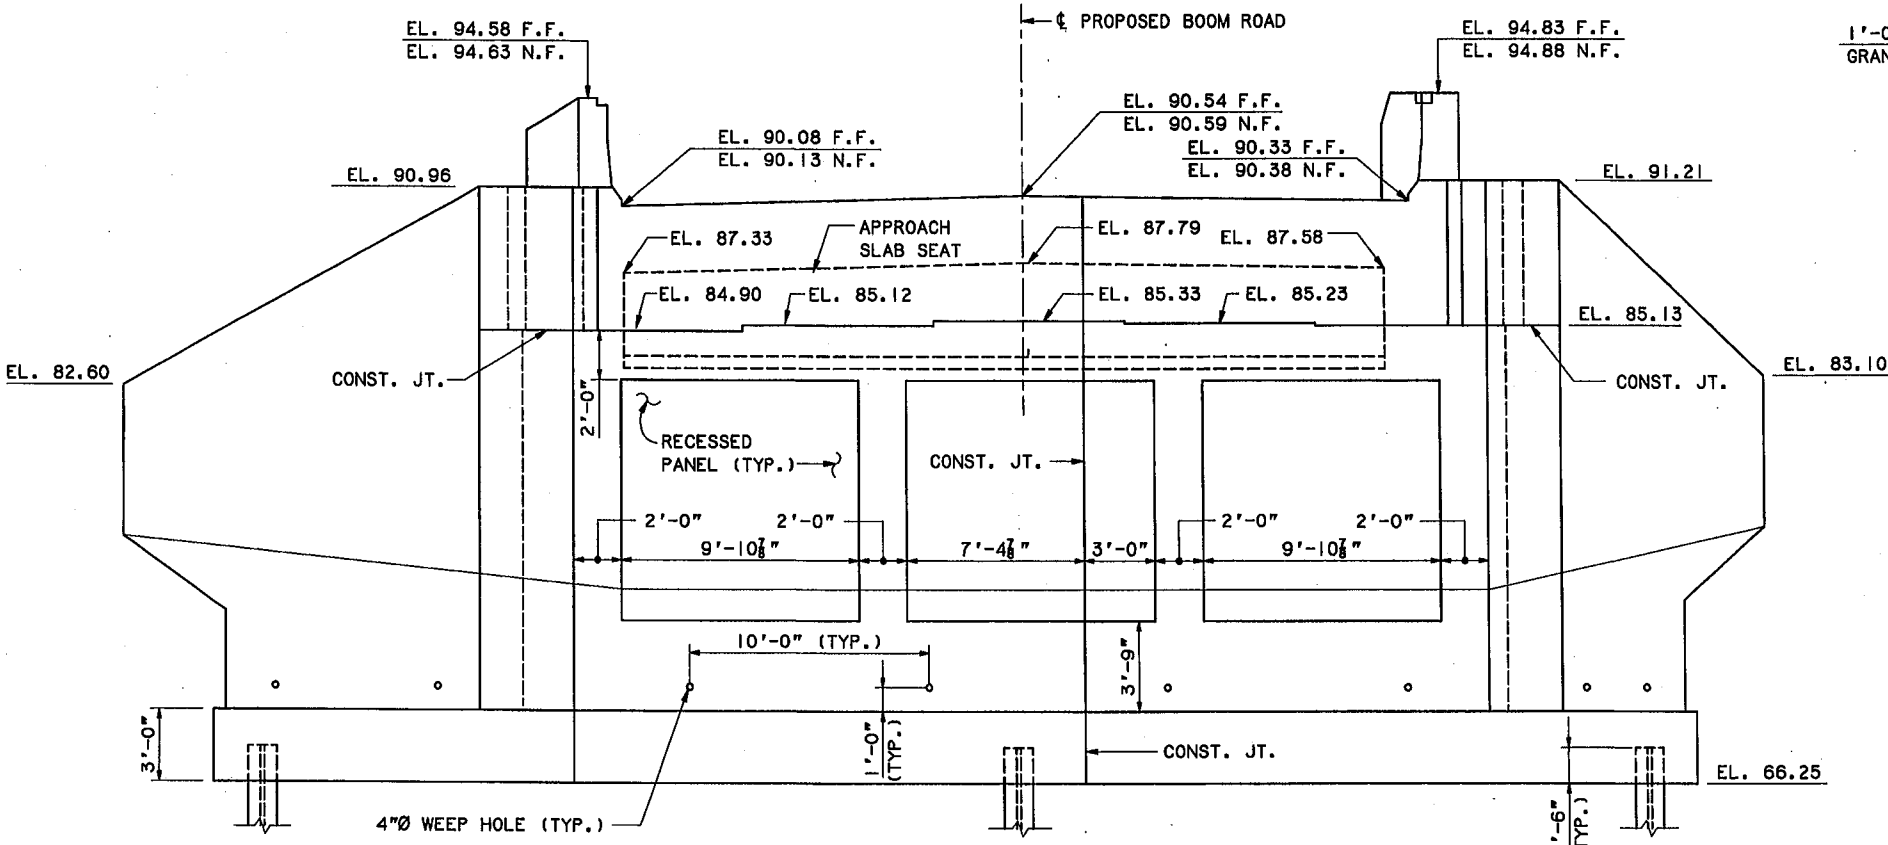 ℄ PROPOSED BOOM ROAD
EL. 94.58 F.F.
EL. 94.63 N.F.
EL. 94.83 F.F.
EL. 94.88 N.F.
1'-0
GRAN
EL. 90.54 F.F.
EL. 90.59 N.F.
EL. 90.08 F.F.
EL. 90.13 N.F.
EL. 90.33 F.F.
EL. 90.38 N.F.
EL. 90.96
EL. 91.21
EL. 87.33
APPROACH
SLAB SEAT
EL. 87.79
EL. 87.58
EL. 84.90
EL. 85.12
EL. 85.33
EL. 85.23
EL. 85.13
EL. 82.60
CONST. JT.
2'-0"
CONST. JT.
EL. 83.10
RECESSED
PANEL (TYP.)
CONST. JT.
2'-0"
2'-0"
2'-0"
2'-0"
9'-10⅞"
7'-4⅞"
3'-0"
9'-10⅞"
10'-0" (TYP.)
3'-9"
3'-0"
1'-0"
(TYP.)
CONST. JT.
EL. 66.25
4"Ø WEEP HOLE (TYP.)
'-6"
TYP.)